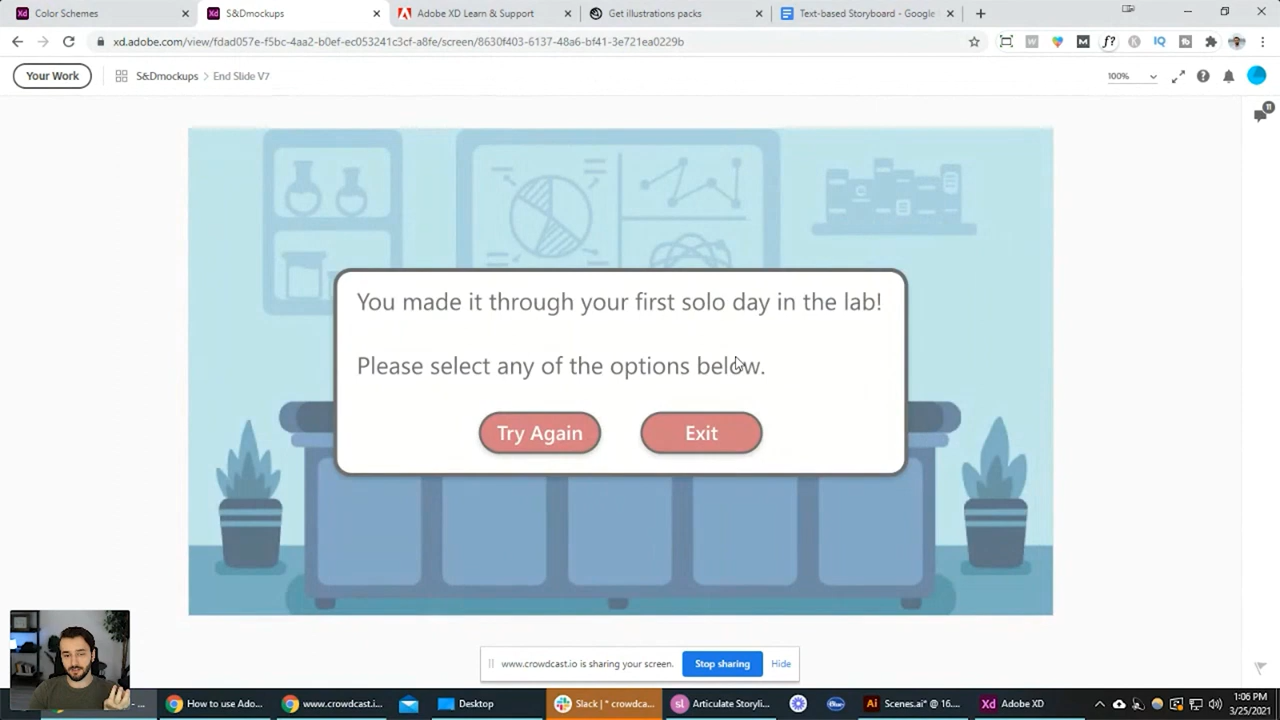 Color Schemes
S&Dmockups
Adobe XD Learn & Support
Get illustrations packs
Text-based Storyboard - Google
xd.adobe.com/view/fdad057e-f5bc-4aa2-b0ef-ec053241c3cf-a8fe/screen/8630f403-6137-48a6-bf41-3e721ea0229b
Your Work
S&Dmockups > End Slide V7
100%
11
You made it through your first solo day in the lab!
Please select any of the options below.
Try Again
Exit
www.crowdcast.io is sharing your screen.
Stop sharing
Hide
How to use Ado...
www.crowdcast.i...
Desktop
Slack | * crowdca...
Articulate Storyli...
Scenes.ai* @ 16....
Adobe XD
1:06 PM
3/25/2021